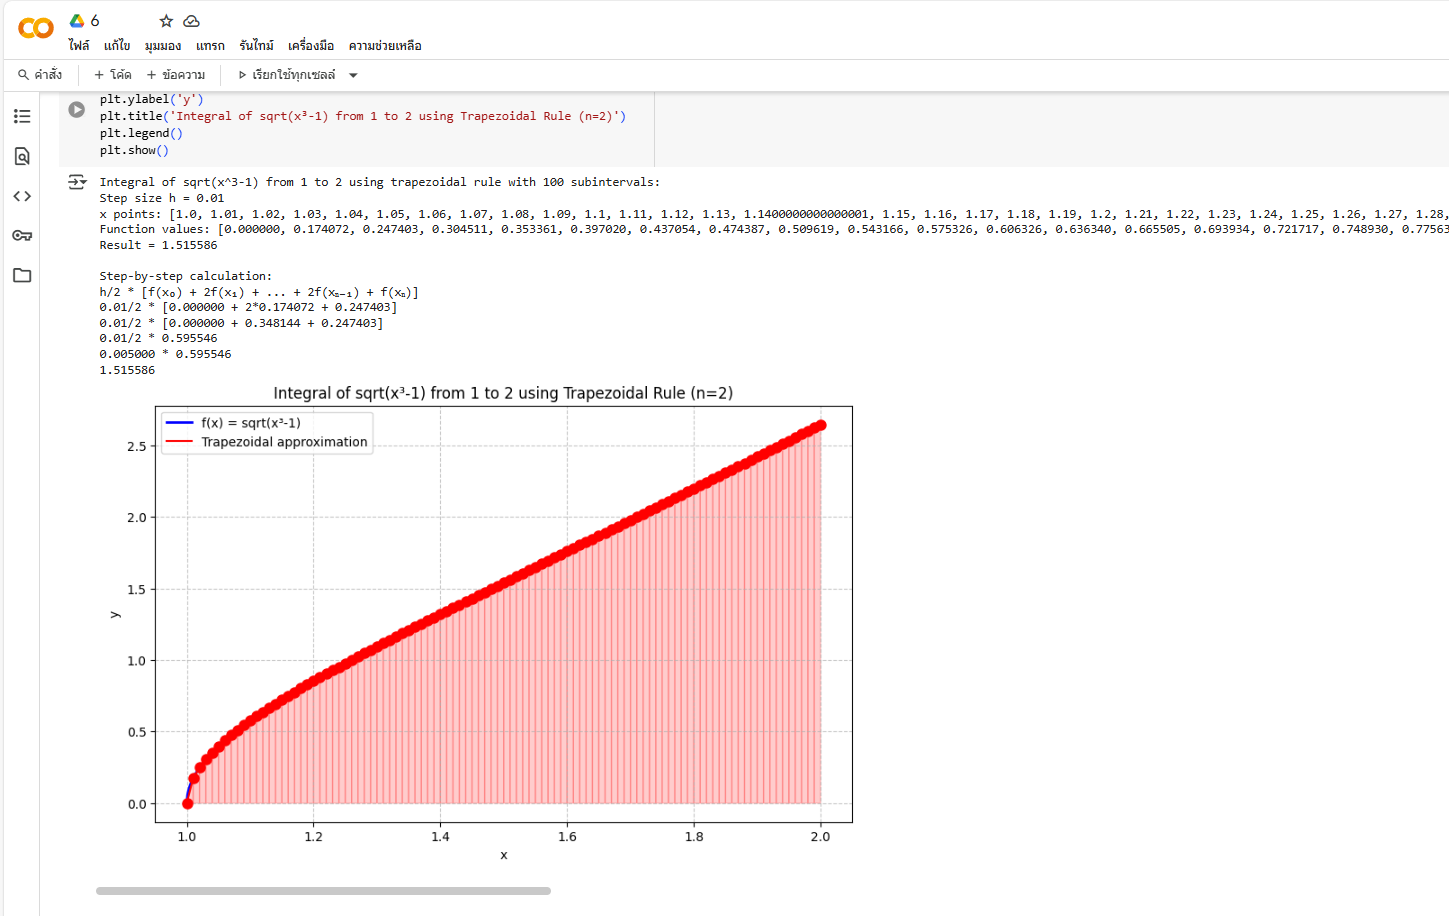 6
ไฟล์ แก้ไข มุมมอง แทรก รันไทม์ เครื่องมือ ความช่วยเหลือ
คำสั่ง + โค้ด + ข้อความ เรียกใช้ทุกเซลล์
plt.ylabel('y')
plt.title('Integral of sqrt(x³-1) from 1 to 2 using Trapezoidal Rule (n=2)')
plt.legend()
plt.show()
Integral of sqrt(x^3-1) from 1 to 2 using trapezoidal rule with 100 subintervals:
Step size h = 0.01
x points: [1.0, 1.01, 1.02, 1.03, 1.04, 1.05, 1.06, 1.07, 1.08, 1.09, 1.1, 1.11, 1.12, 1.13, 1.1400000000000001, 1.15, 1.16, 1.17, 1.18, 1.19, 1.2, 1.21, 1.22, 1.23, 1.24, 1.25, 1.26, 1.27, 1.28,
Function values: [0.000000, 0.174072, 0.247403, 0.304511, 0.353361, 0.397020, 0.437054, 0.474387, 0.509619, 0.543166, 0.575326, 0.606326, 0.636340, 0.665505, 0.693934, 0.721717, 0.748930, 0.77563
Result = 1.515586
Step-by-step calculation:
h/2 * [f(x₀) + 2f(x₁) + ... + 2f(xₙ₋₁) + f(xₙ)]
0.01/2 * [0.000000 + 2*0.174072 + 0.247403]
0.01/2 * [0.000000 + 0.348144 + 0.247403]
0.01/2 * 0.595546
0.005000 * 0.595546
1.515586
Integral of sqrt(x³-1) from 1 to 2 using Trapezoidal Rule (n=2)
f(x) = sqrt(x³-1)
Trapezoidal approximation
2.5
2.0
1.5
1.0
0.5
0.0
y
1.0 1.2 1.4 1.6 1.8 2.0
x